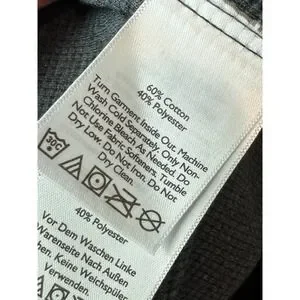 60% Cotton
40% Polyester
Turn Garment Inside Out. Machine
Wash Cold Separately. Only Non-
Chlorine Bleach As Needed. Do
Not Use Fabric Softeners. Tumble
Dry Low. Do Not Iron. Do Not
Dry Clean.
30C
40% Polyester
Vor Dem Waschen Linke
Warenseite Nach Außen
Keine Weichspüler
Verwenden.